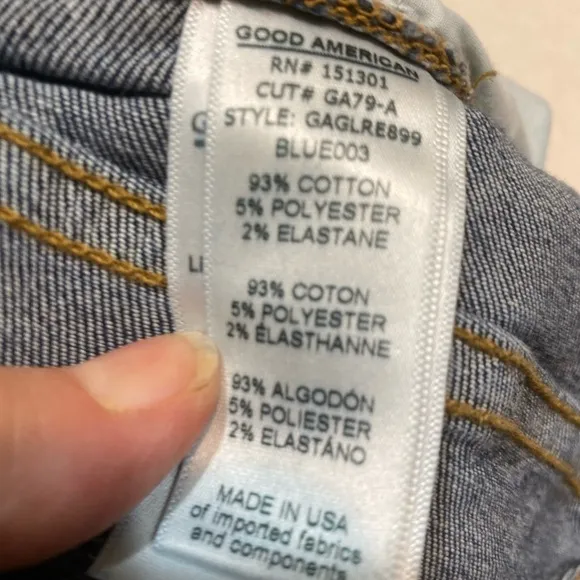 GOOD AMERICAN
RN# 151301
CUT# GA79-A
STYLE: GAGLRE899
BLUE003
93% COTTON
5% POLYESTER
2% ELASTANE
93% COTON
5% POLYESTER
2% ÉLASTHANNE
93% ALGODÓN
5% POLIESTER
2% ELASTÁNO
MADE IN USA
of imported fabrics
and components